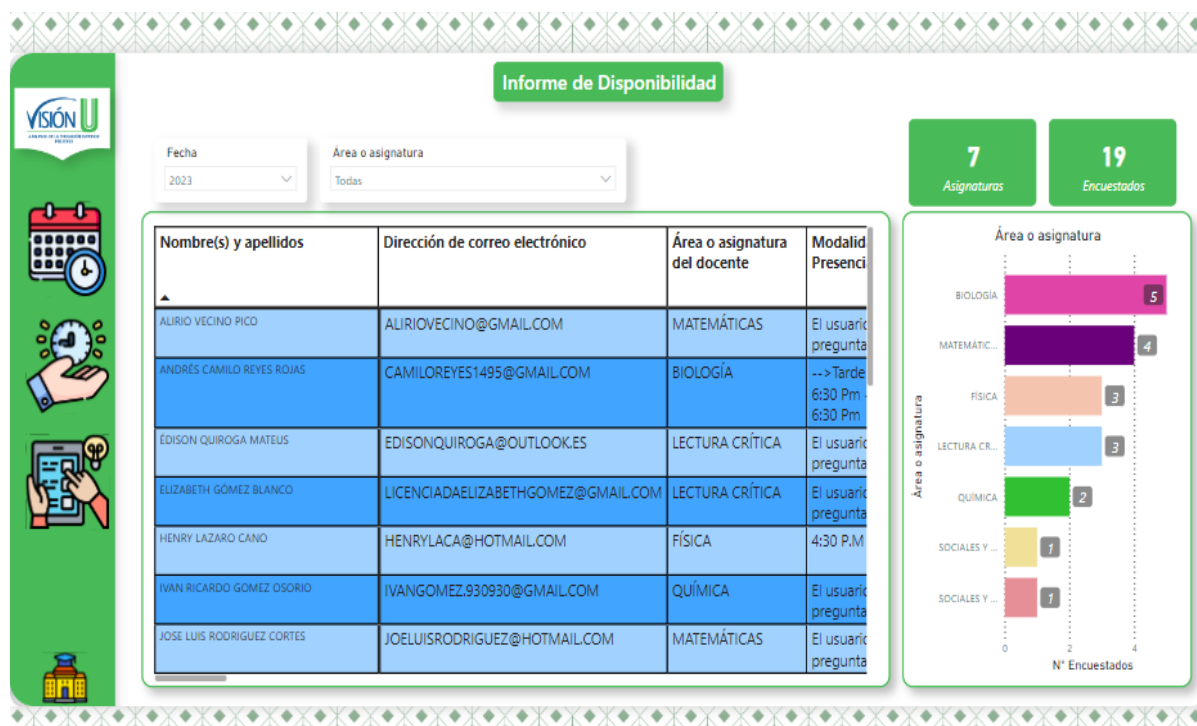 Informe de Disponibilidad
VISIÓN U
Fecha
2023
Área o asignatura
Todas
7
Asignaturas
19
Encuestados
Nombre(s) y apellidos
Dirección de correo electrónico
Área o asignatura
del docente
Modalid
Presenci
ALIRIO VECINO PICO
ALIRIOVECINO@GMAIL.COM
MATEMÁTICAS
El usuario
pregunta
ANDRÉS CAMILO REYES ROJAS
CAMILOREYES1495@GMAIL.COM
BIOLOGÍA
-->Tarde
6:30 Pm -
6:30 Pm
ÉDISON QUIROGA MATEUS
EDISONQUIROGA@OUTLOOK.ES
LECTURA CRÍTICA
El usuario
pregunta
ELIZABETH GÓMEZ BLANCO
LICENCIADAELIZABETHGOMEZ@GMAIL.COM
LECTURA CRÍTICA
El usuario
pregunta
HENRY LAZARO CANO
HENRYLACA@HOTMAIL.COM
FÍSICA
4:30 P.M
IVAN RICARDO GOMEZ OSORIO
IVANGOMEZ.930930@GMAIL.COM
QUÍMICA
El usuario
pregunta
JOSE LUIS RODRIGUEZ CORTES
JOELUISRODRIGUEZ@HOTMAIL.COM
MATEMÁTICAS
El usuario
pregunta
Área o asignatura
Área o asignatura
BIOLOGÍA
5
MATEMÁTIC...
4
FÍSICA
3
LECTURA CR...
3
QUÍMICA
2
SOCIALES Y ...
1
SOCIALES Y ...
1
0
2
4
N° Encuestados